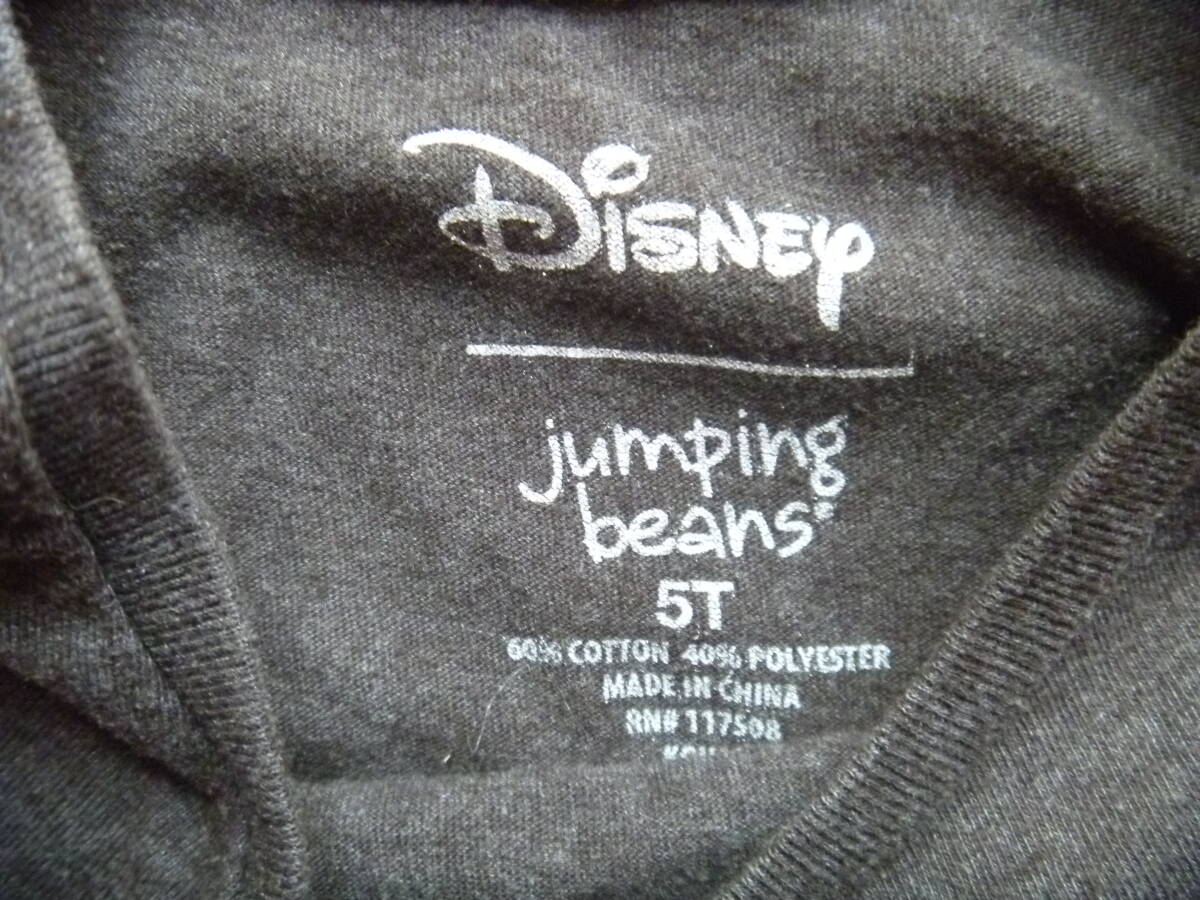 Disney
jumping
beans®
5T
60% COTTON 40% POLYESTER
MADE IN CHINA
RN# 117508